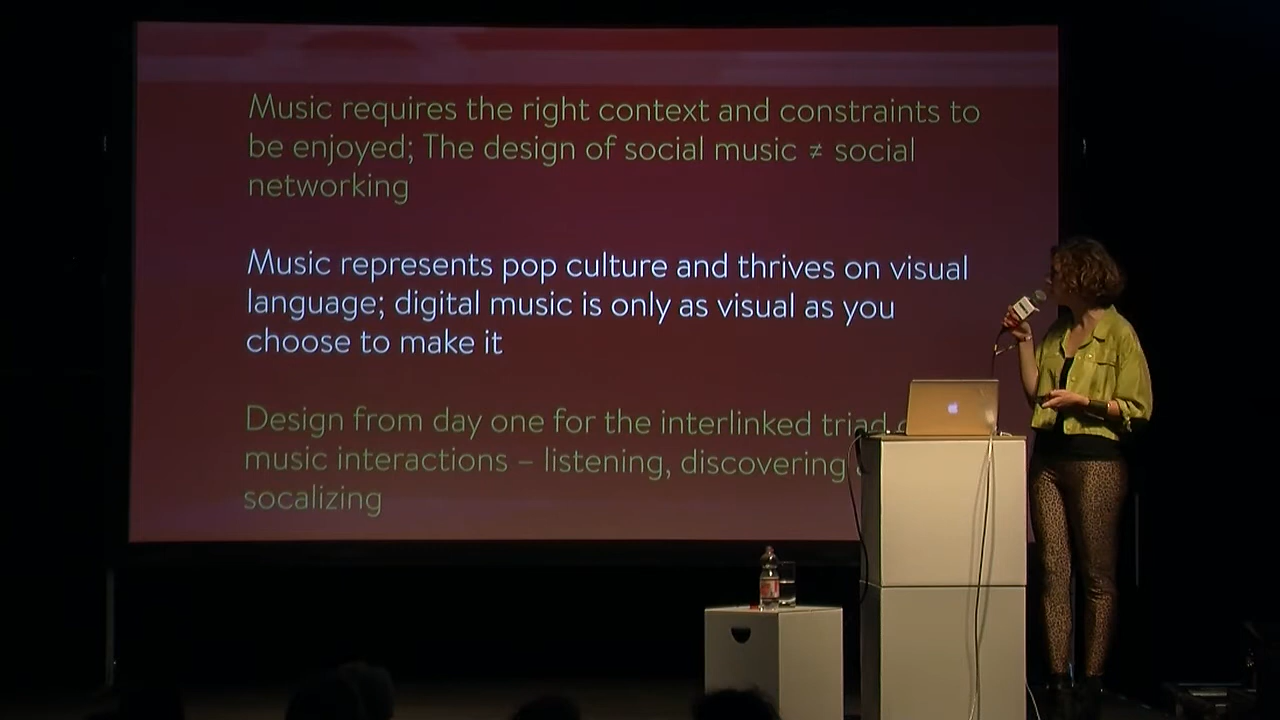 Music requires the right context and constraints to
be enjoyed; The design of social music ≠ social
networking
Music represents pop culture and thrives on visual
language; digital music is only as visual as you
choose to make it
Design from day one for the interlinked triad
music interactions – listening, discovering
socalizing